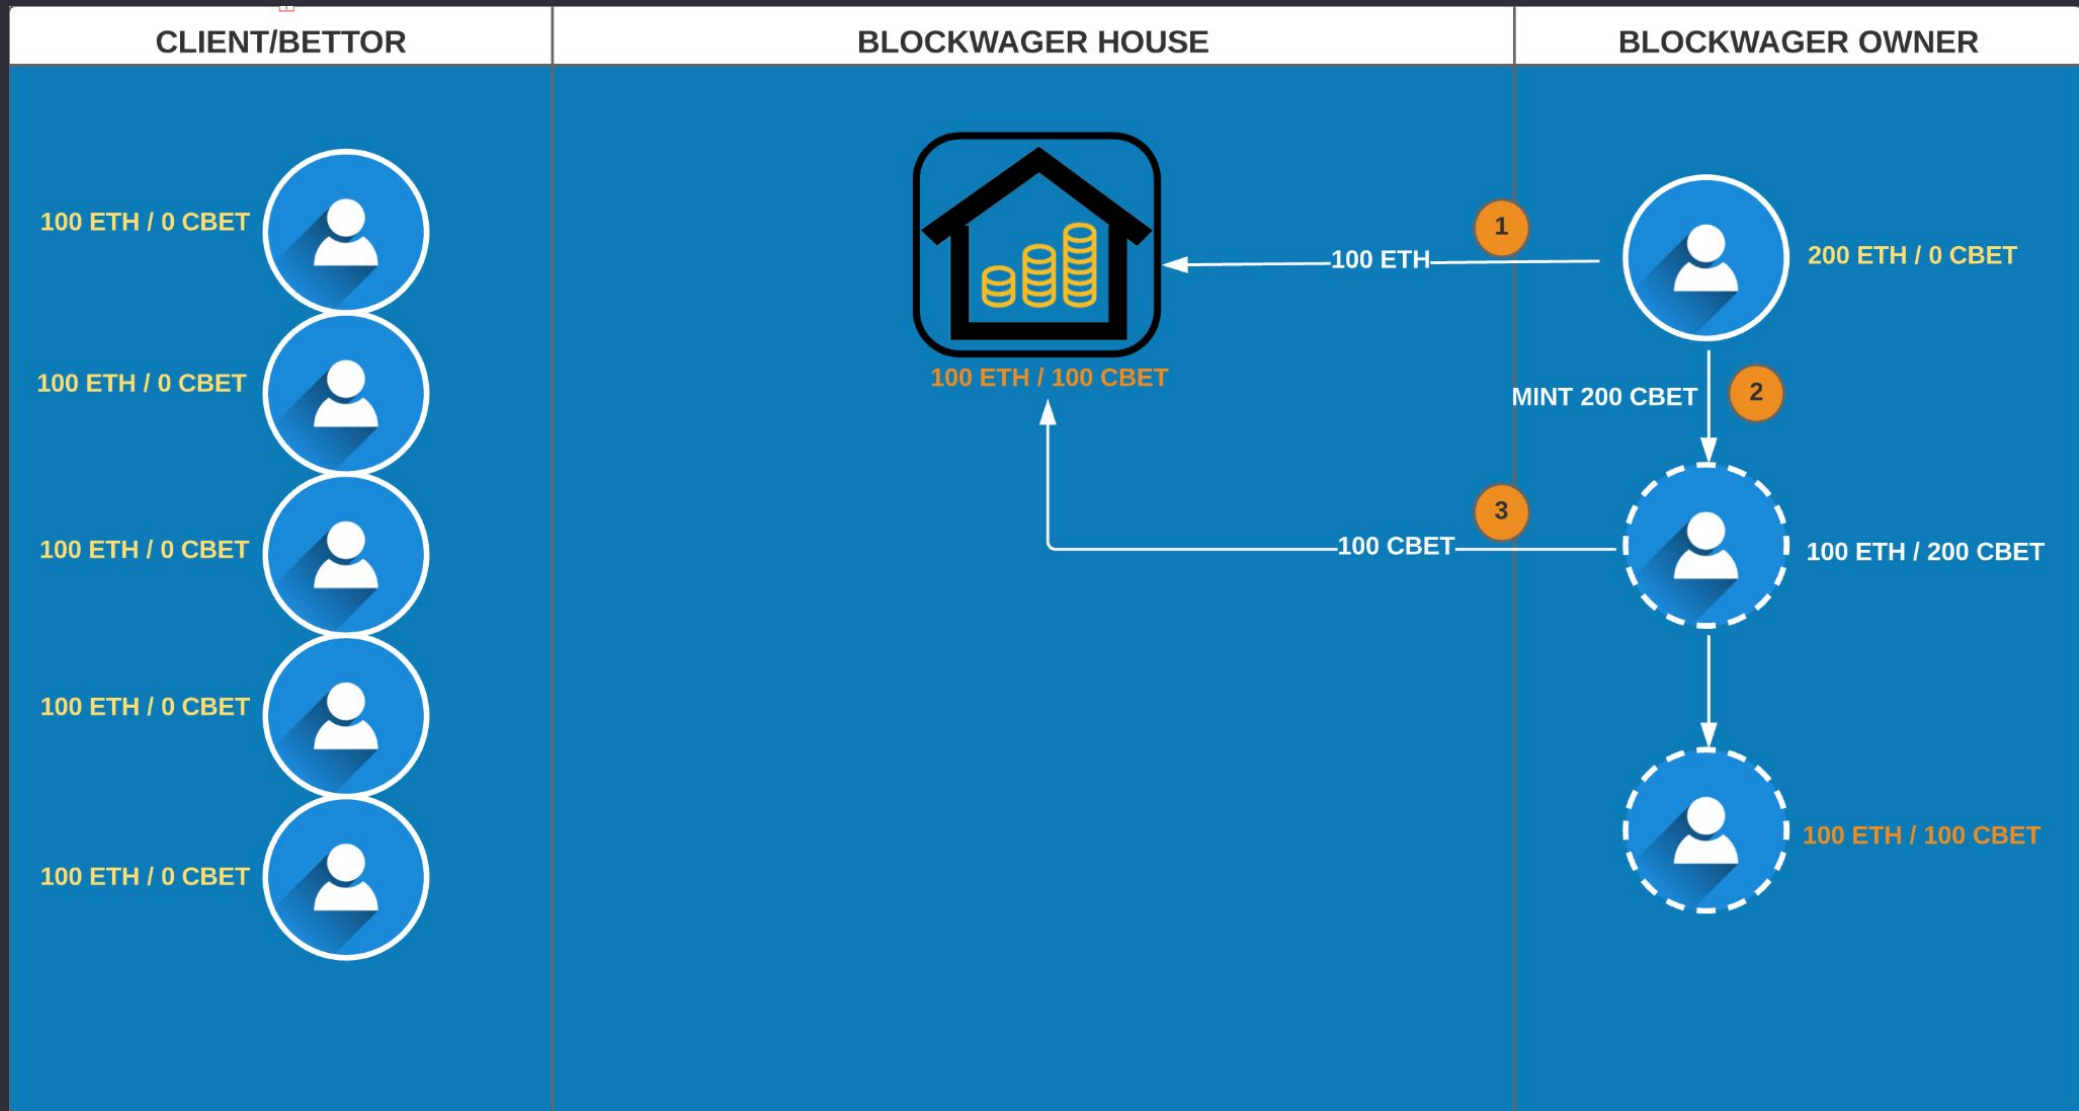 CLIENT/BETTOR
BLOCKWAGER HOUSE
BLOCKWAGER OWNER
100 ETH / 0 CBET
100 ETH / 0 CBET
100 ETH / 0 CBET
100 ETH / 0 CBET
100 ETH / 0 CBET
100 ETH / 100 CBET
1
100 ETH
200 ETH / 0 CBET
MINT 200 CBET
2
3
100 CBET
100 ETH / 200 CBET
100 ETH / 100 CBET